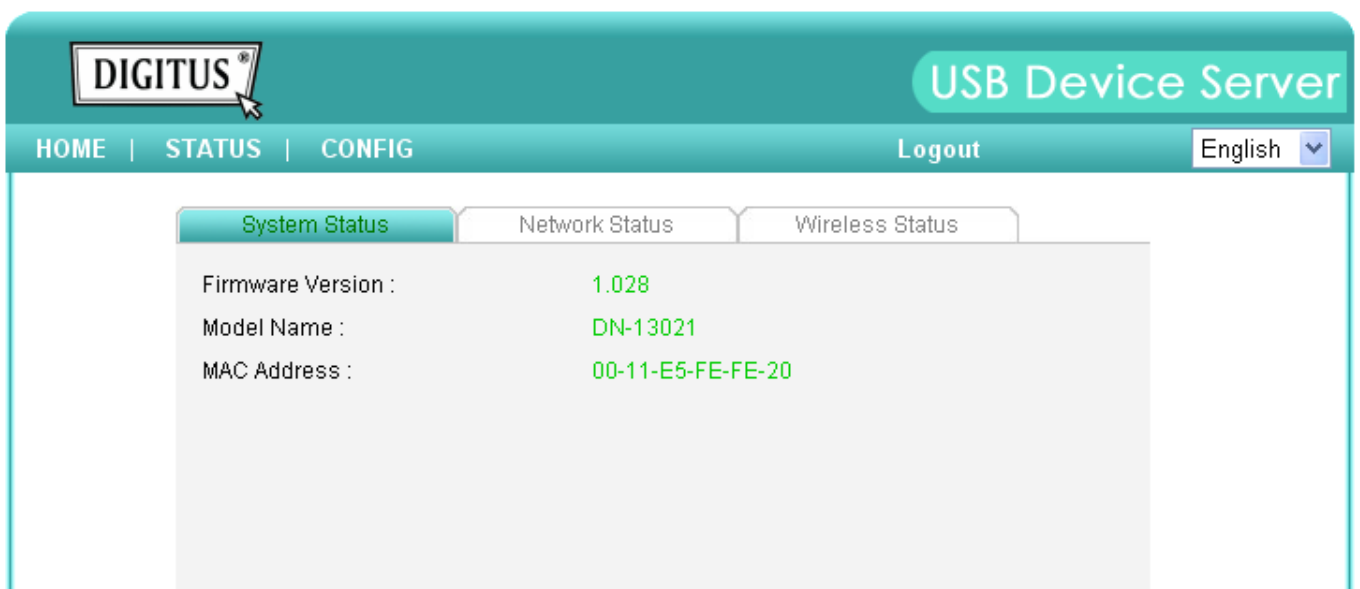 DIGITUS®
USB Device Server
HOME | STATUS | CONFIG Logout English
System Status Network Status Wireless Status
Firmware Version : 1.028
Model Name : DN-13021
MAC Address : 00-11-E5-FE-FE-20